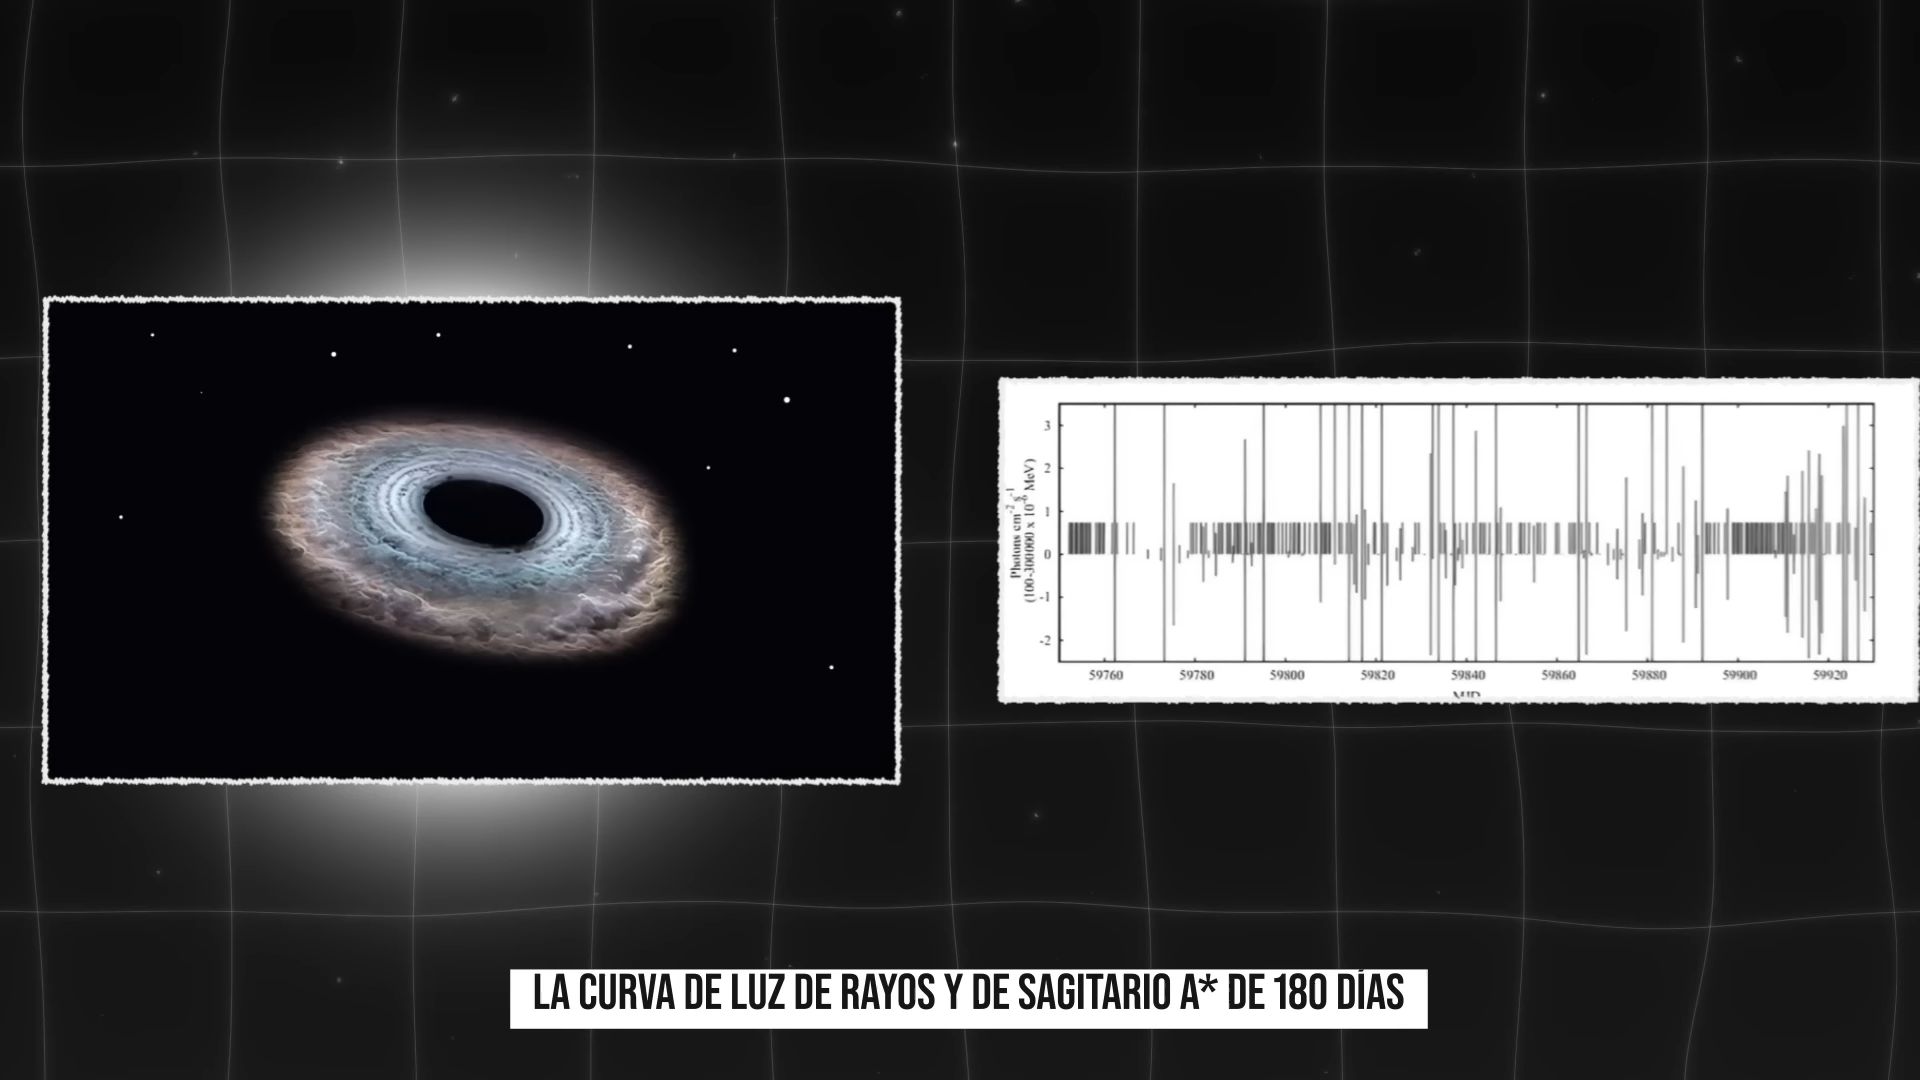 3
2
1
0
-1
-2
Photons cm-2 s-1
(100-300000 x 10-6 MeV)
59760 59780 59800 59820 59840 59860 59880 59900 59920
MJD
LA CURVA DE LUZ DE RAYOS Y DE SAGITARIO A* DE 180 DÍAS